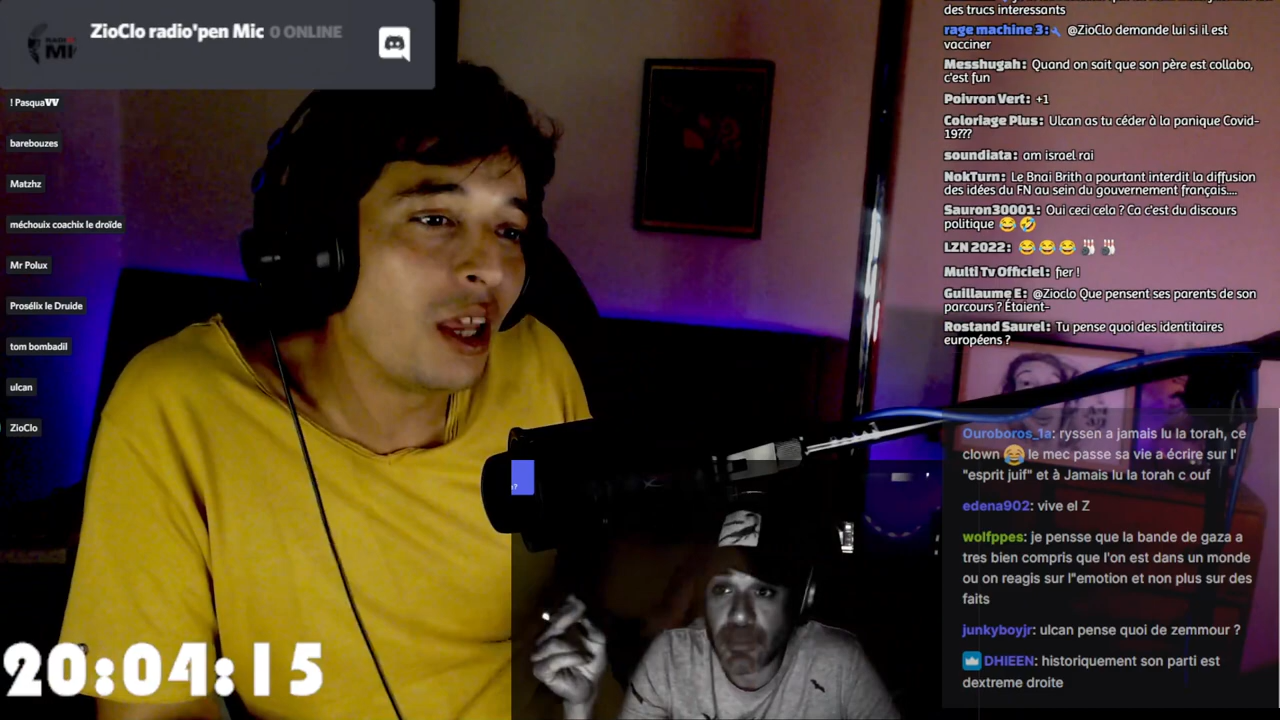 ZioClo radio'pen Mic 0 ONLINE
MI
! PasquaVV
barebouzes
Matzhz
méchouix coachix le droïde
Mr Polux
Prosélix le Druide
tom bombadil
ulcan
ZioClo
20:04:15
des trucs interessants
rage machine 3: @ZioClo demande lui si il est
vacciner
Messhugah: Quand on sait que son père est collabo,
c'est fun
Poivron Vert: +1
Coloriage Plus: Ulcan as tu céder à la panique Covid-
19???
soundiata: am israel rai
NokTurn: Le Bnai Brith a pourtant interdit la diffusion
des idées du FN au sein du gouvernement français....
Sauron30001: Oui ceci cela ? Ca c'est du discours
politique 😂🤣
LZN 2022: 😂😂😂🎳🎳
Multi Tv Officiel: fier !
Guillaume E: @Zioclo Que pensent ses parents de son
parcours ? Étaient-
Rostand Saurel: Tu pense quoi des identitaires
européens ?
Ouroboros_1a: ryssen a jamais lu la torah, ce
clown 😂 le mec passe sa vie a écrire sur l'
"esprit juif" et à Jamais lu la torah c ouf
edena902: vive el Z
wolfppes: je pensse que la bande de gaza a
tres bien compris que l'on est dans un monde
ou on reagis sur l"emotion et non plus sur des
faits
junkyboyjr: ulcan pense quoi de zemmour ?
DHIEEN: historiquement son parti est
dextreme droite